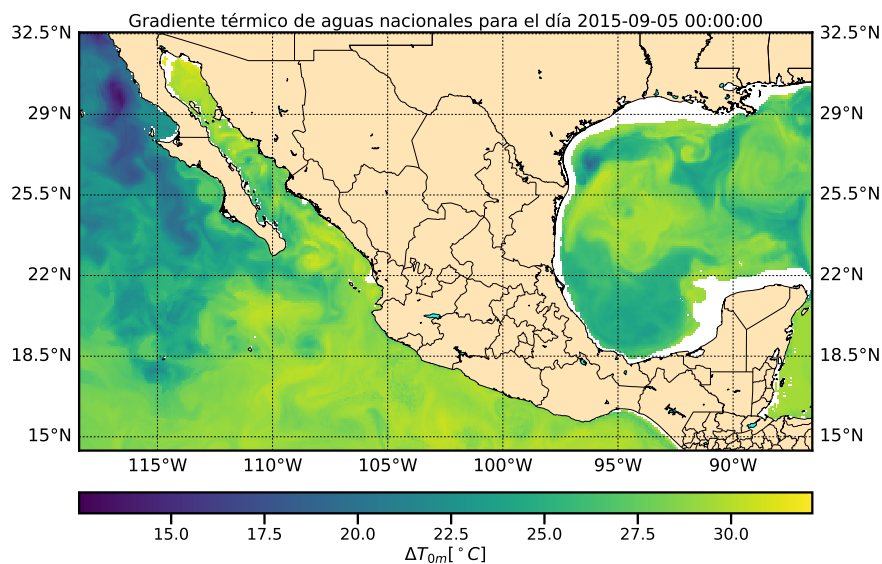 Gradiente térmico de aguas nacionales para el día 2015-09-05 00:00:00
32.5°N 32.5°N
29°N 29°N
25.5°N 25.5°N
22°N 22°N
18.5°N 18.5°N
15°N 15°N
115°W 110°W 105°W 100°W 95°W 90°W
15.0 17.5 20.0 22.5 25.0 27.5 30.0
ΔT0m[°C]